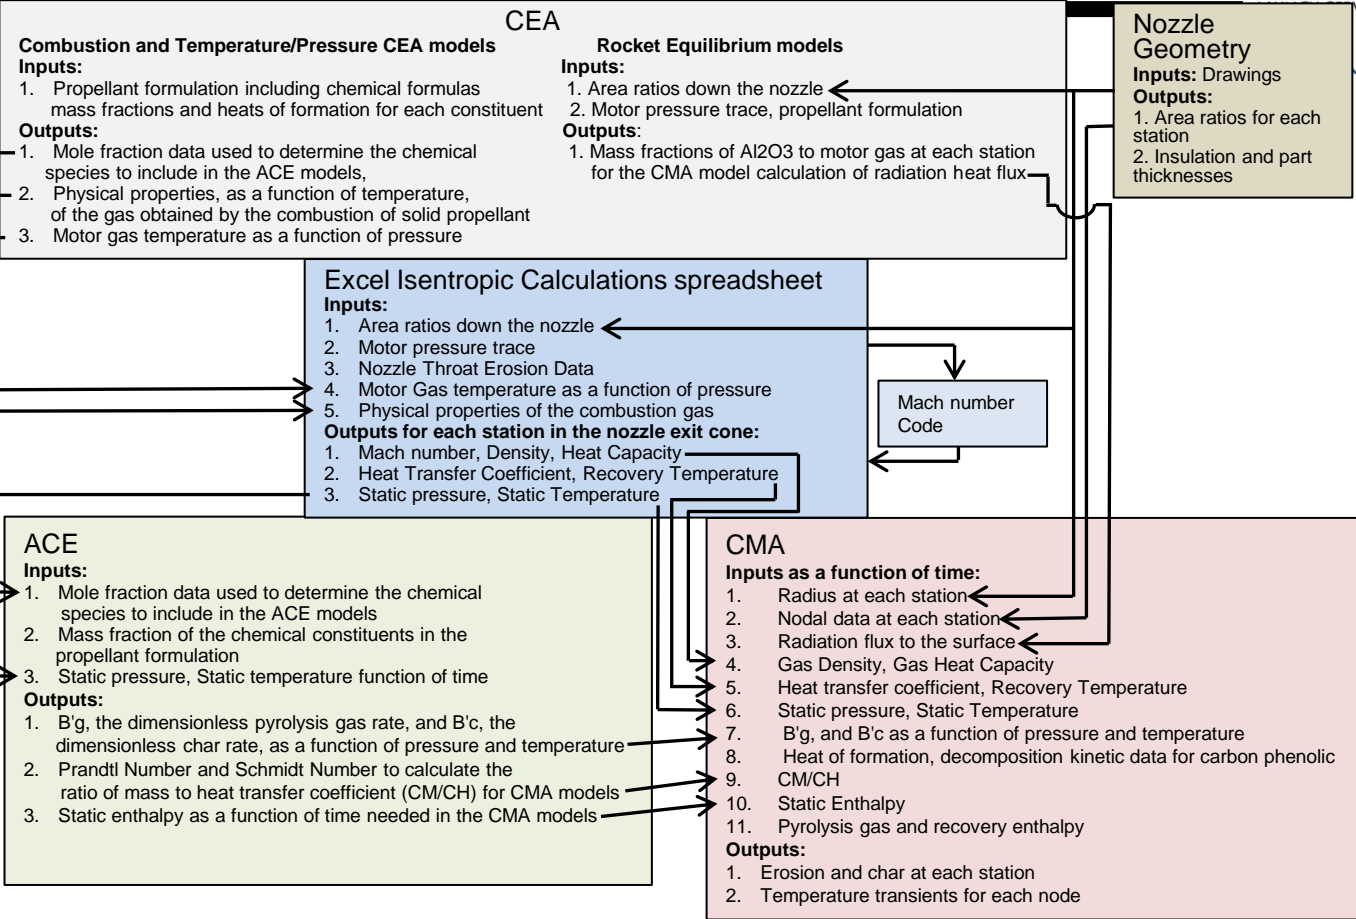 CEA
Combustion and Temperature/Pressure CEA models
Inputs:
1. Propellant formulation including chemical formulas
mass fractions and heats of formation for each constituent
Outputs:
1. Mole fraction data used to determine the chemical
species to include in the ACE models,
2. Physical properties, as a function of temperature,
of the gas obtained by the combustion of solid propellant
3. Motor gas temperature as a function of pressure
Rocket Equilibrium models
Inputs:
1. Area ratios down the nozzle
2. Motor pressure trace, propellant formulation
Outputs:
1. Mass fractions of Al2O3 to motor gas at each station
for the CMA model calculation of radiation heat flux
Nozzle
Geometry
Inputs: Drawings
Outputs:
1. Area ratios for each
station
2. Insulation and part
thicknesses
Excel Isentropic Calculations spreadsheet
Inputs:
1. Area ratios down the nozzle
2. Motor pressure trace
3. Nozzle Throat Erosion Data
4. Motor Gas temperature as a function of pressure
5. Physical properties of the combustion gas
Outputs for each station in the nozzle exit cone:
1. Mach number, Density, Heat Capacity
2. Heat Transfer Coefficient, Recovery Temperature
3. Static pressure, Static Temperature
Mach number
Code
ACE
Inputs:
1. Mole fraction data used to determine the chemical
species to include in the ACE models
2. Mass fraction of the chemical constituents in the
propellant formulation
3. Static pressure, Static temperature function of time
Outputs:
1. B'g, the dimensionless pyrolysis gas rate, and B'c, the
dimensionless char rate, as a function of pressure and temperature
2. Prandtl Number and Schmidt Number to calculate the
ratio of mass to heat transfer coefficient (CM/CH) for CMA models
3. Static enthalpy as a function of time needed in the CMA models
CMA
Inputs as a function of time:
1. Radius at each station
2. Nodal data at each station
3. Radiation flux to the surface
4. Gas Density, Gas Heat Capacity
5. Heat transfer coefficient, Recovery Temperature
6. Static pressure, Static Temperature
7. B'g, and B'c as a function of pressure and temperature
8. Heat of formation, decomposition kinetic data for carbon phenolic
9. CM/CH
10. Static Enthalpy
11. Pyrolysis gas and recovery enthalpy
Outputs:
1. Erosion and char at each station
2. Temperature transients for each node